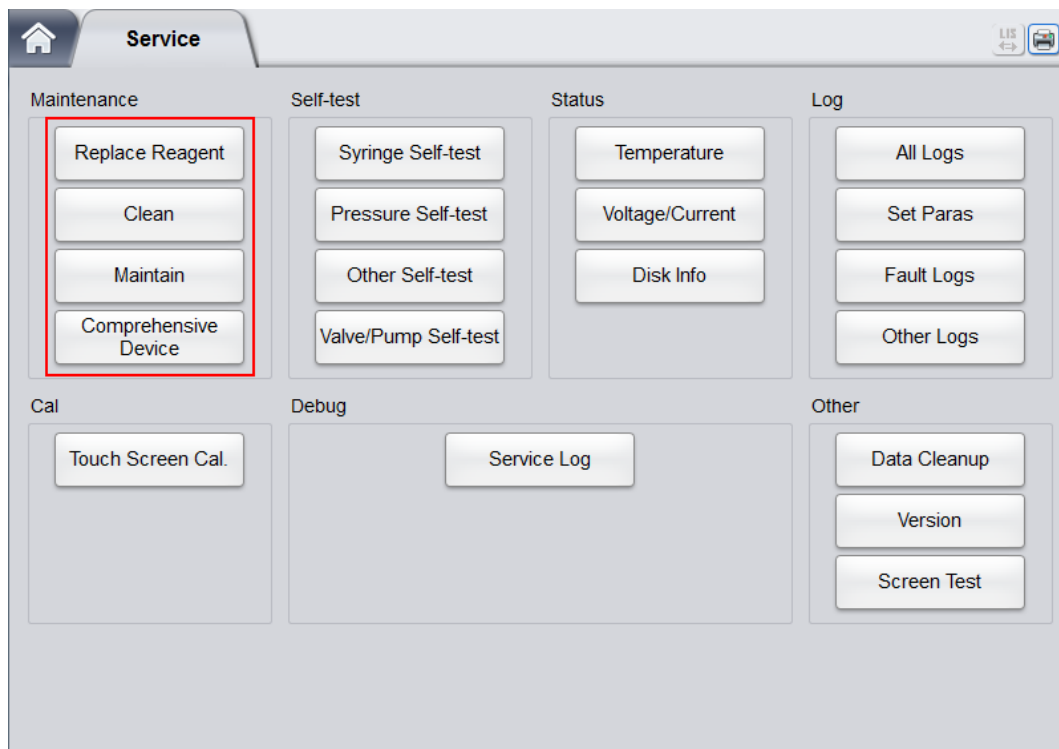 Service
LIS
Maintenance
Replace Reagent
Clean
Maintain
Comprehensive
Device
Self-test
Syringe Self-test
Pressure Self-test
Other Self-test
Valve/Pump Self-test
Status
Temperature
Voltage/Current
Disk Info
Log
All Logs
Set Paras
Fault Logs
Other Logs
Cal
Touch Screen Cal.
Debug
Service Log
Other
Data Cleanup
Version
Screen Test